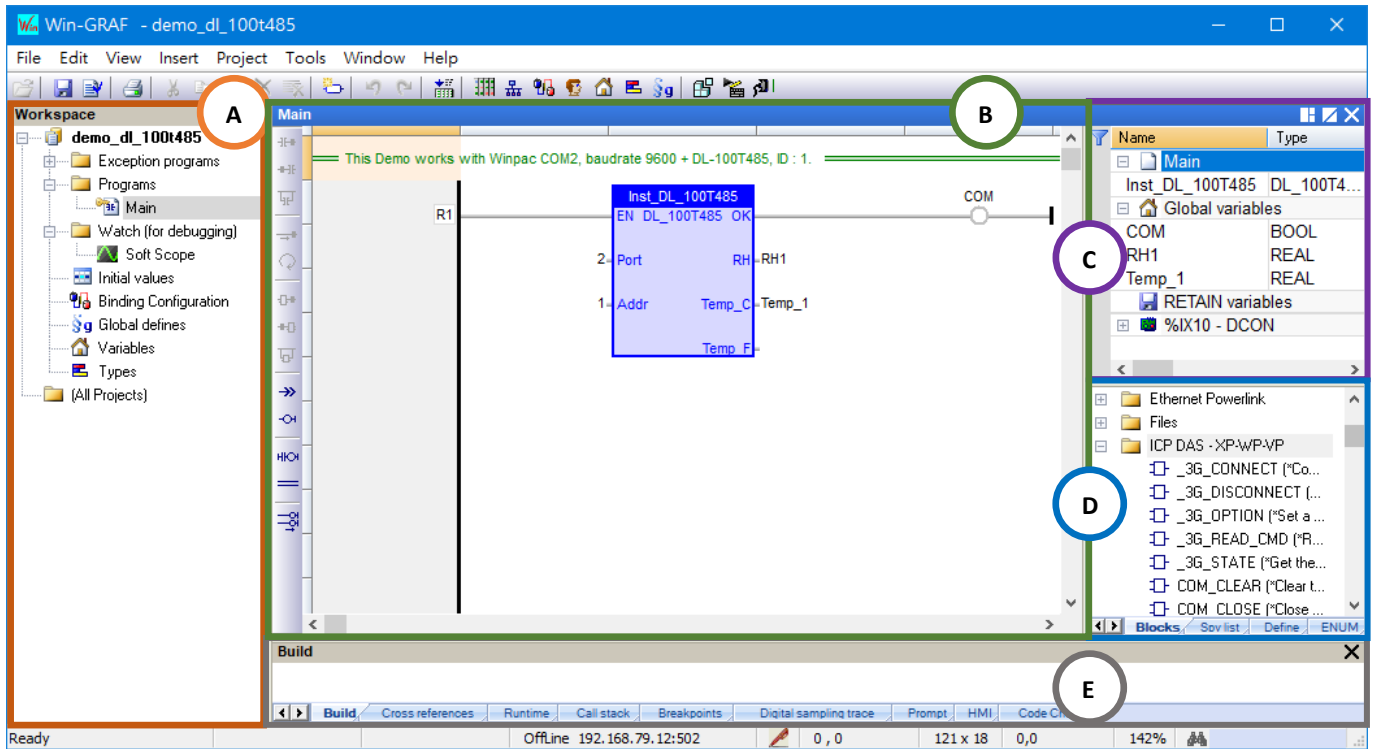 Win-GRAF - demo_dl_100t485
File Edit View Insert Project Tools Window Help
A
Workspace
demo_dl_100t485
Exception programs
Programs
Main
Watch (for debugging)
Soft Scope
Initial values
Binding Configuration
Global defines
Variables
Types
(All Projects)
B
Main
This Demo works with Winpac COM2, baudrate 9600 + DL-100T485, ID : 1.
R1
Inst_DL_100T485
EN DL_100T485 OK
COM
2 Port RH RH1
1 Addr Temp_C Temp_1
Temp_F
C
Name Type
Main
Inst_DL_100T485 DL_100T4...
Global variables
COM BOOL
RH1 REAL
Temp_1 REAL
RETAIN variables
%IX10 - DCON
D
Ethernet Powerlink
Files
ICP DAS - XP-WP-VP
_3G_CONNECT (*Co...
_3G_DISCONNECT (...
_3G_OPTION (*Set a ...
_3G_READ_CMD (*R...
_3G_STATE (*Get the...
COM_CLEAR (*Clear t...
COM_CLOSE (*Close ...
Blocks Spy list Define ENUM
Build
E
Build Cross references Runtime Call stack Breakpoints Digital sampling trace Prompt HMI Code Ch
Ready OffLine 192.168.79.12:502 0 , 0 121 x 18 0,0 142%